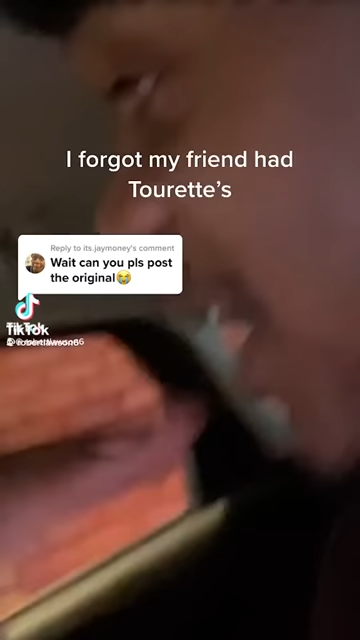 I forgot my friend had
Tourette's
Reply to its.jaymoney's comment
Wait can you pls post
the original😭
TikTok